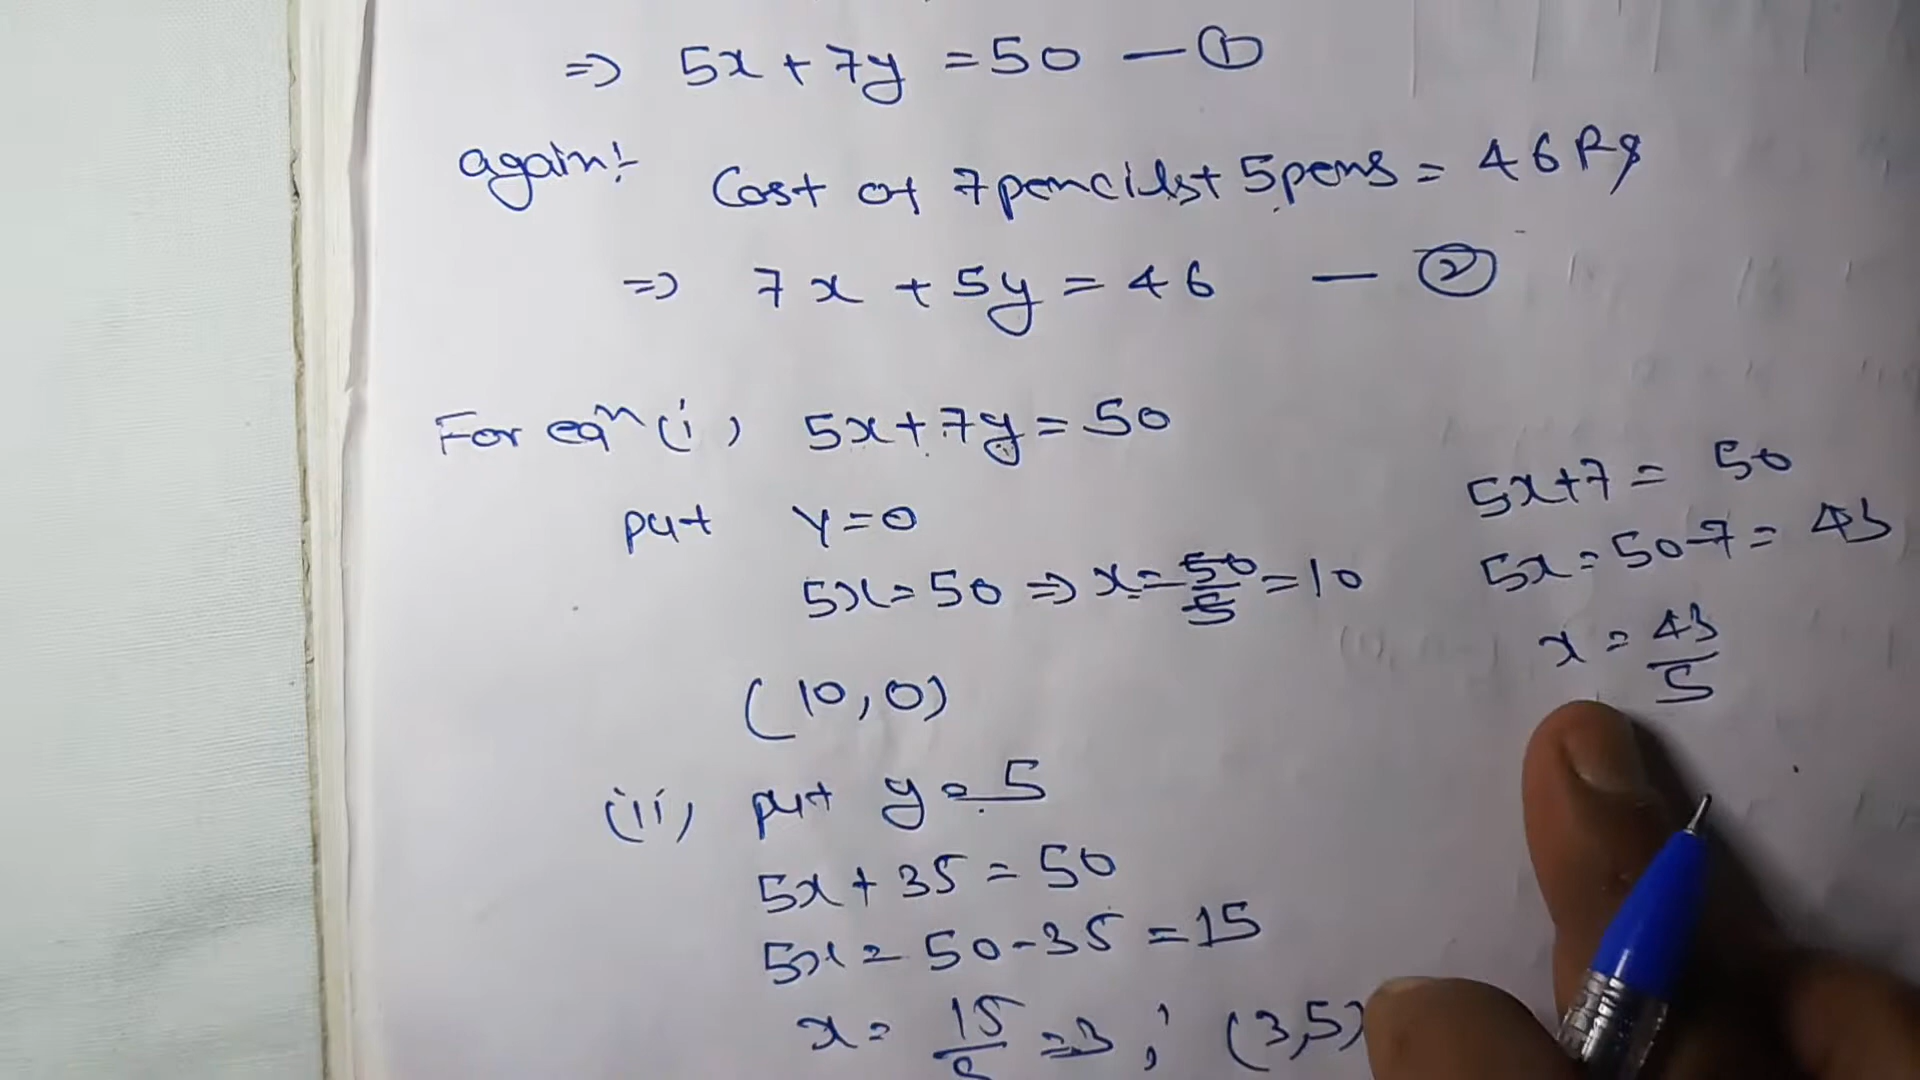 => 5x + 7y = 50 — ①
again:- Cost of 7 pencils + 5 pens = 46 Rs
=> 7x + 5y = 46 — ②
For eqn (i) 5x + 7y = 50
put y = 0
5x = 50 => x = 50/5 = 10
(10, 0)
(ii) put y = 5
5x + 35 = 50
5x = 50 - 35 = 15
x = 15/5 = 3 ; (3, 5)
5x + 7 = 50
5x = 50 - 7 = 43
x = 43/5